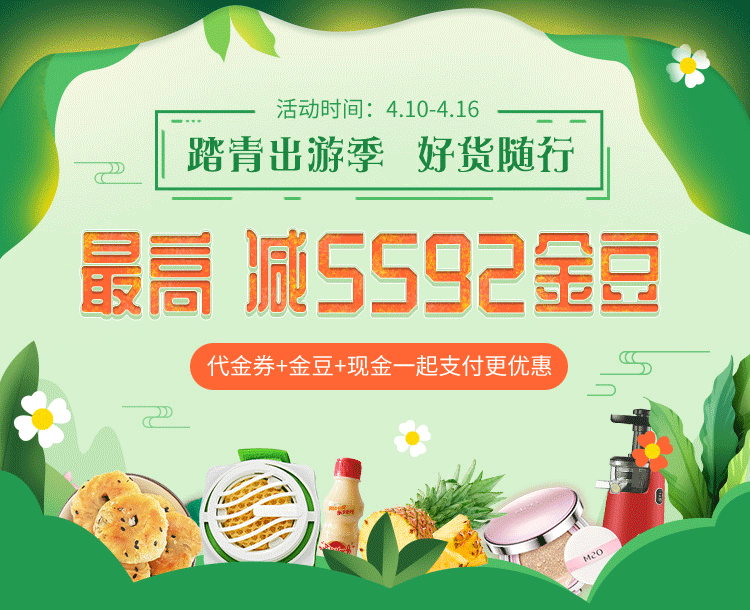 活动时间：4.10-4.16
踏青出游季 好货随行
最高 减5592金豆
代金券+金豆+现金一起支付更优惠